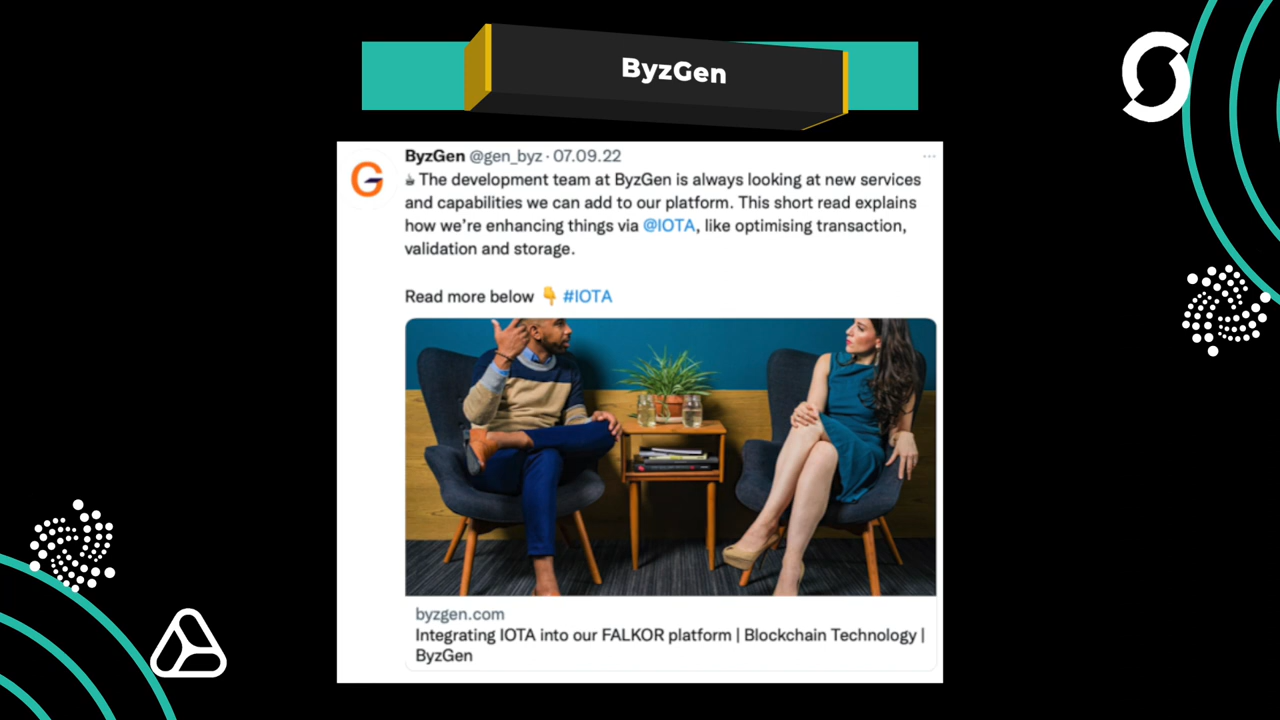 ByzGen
ByzGen @gen_byz · 07.09.22
The development team at ByzGen is always looking at new services
and capabilities we can add to our platform. This short read explains
how we're enhancing things via @IOTA, like optimising transaction,
validation and storage.
Read more below 👇 #IOTA
byzgen.com
Integrating IOTA into our FALKOR platform | Blockchain Technology |
ByzGen